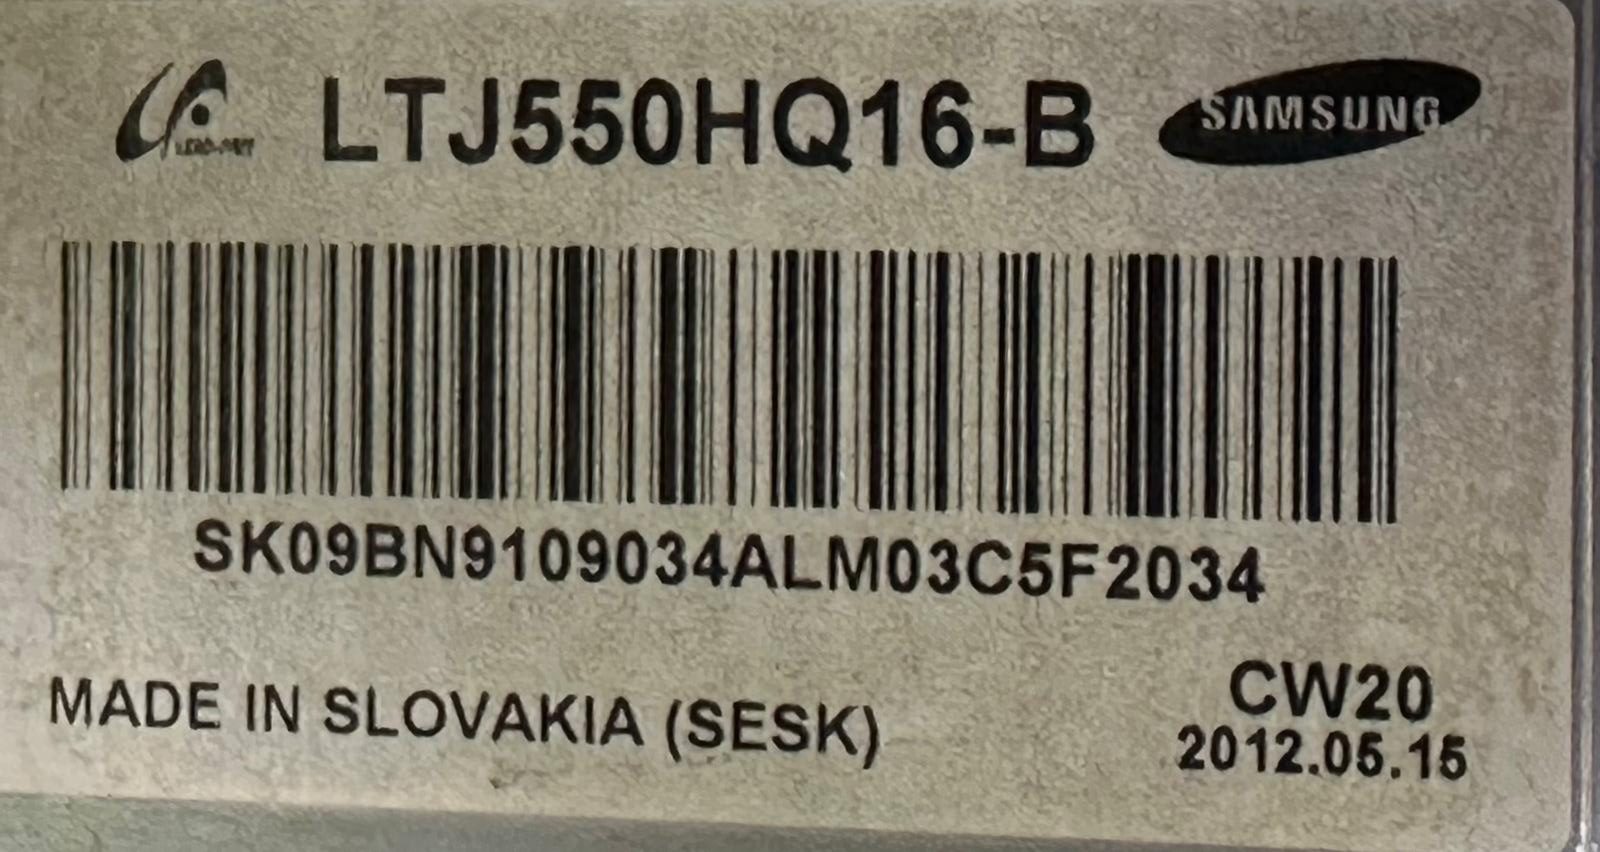 LTJ550HQ16-B SAMSUNG
SK09BN9109034ALM03C5F2034
MADE IN SLOVAKIA (SESK)
CW20
2012.05.15